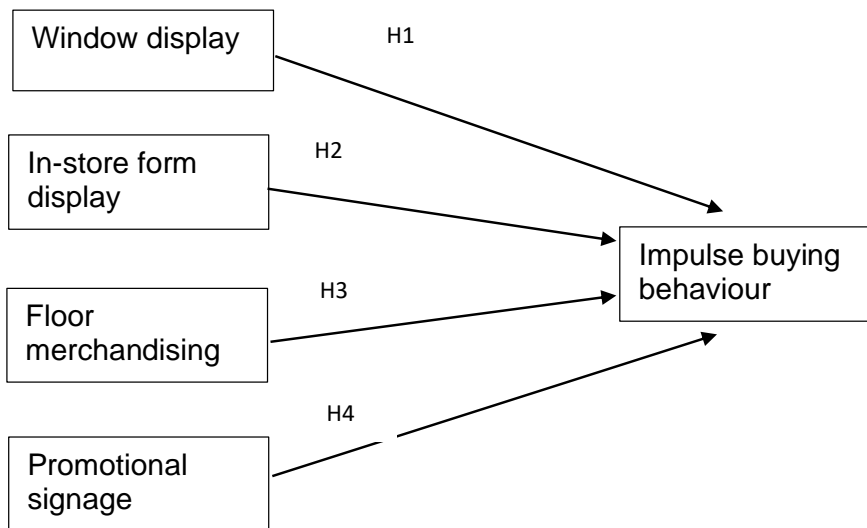 Window display
H1
In-store form
display
H2
Floor
merchandising
H3
Promotional
signage
H4
Impulse buying
behaviour